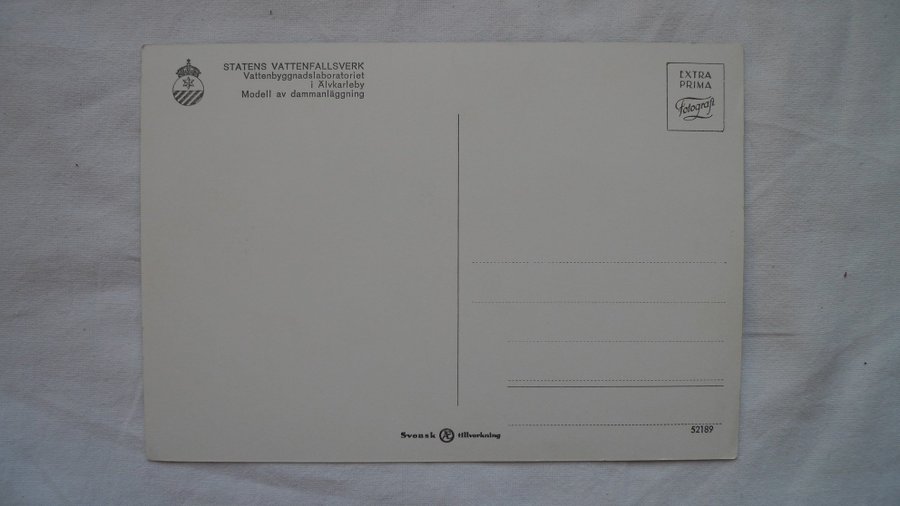 STATENS VATTENFALLSVERK
Vattenbyggnadslaboratoriet
i Älvkarleby
Modell av dammanläggning
EXTRA
PRIMA
Fotografi
Svensk Æ tillverkning
52189